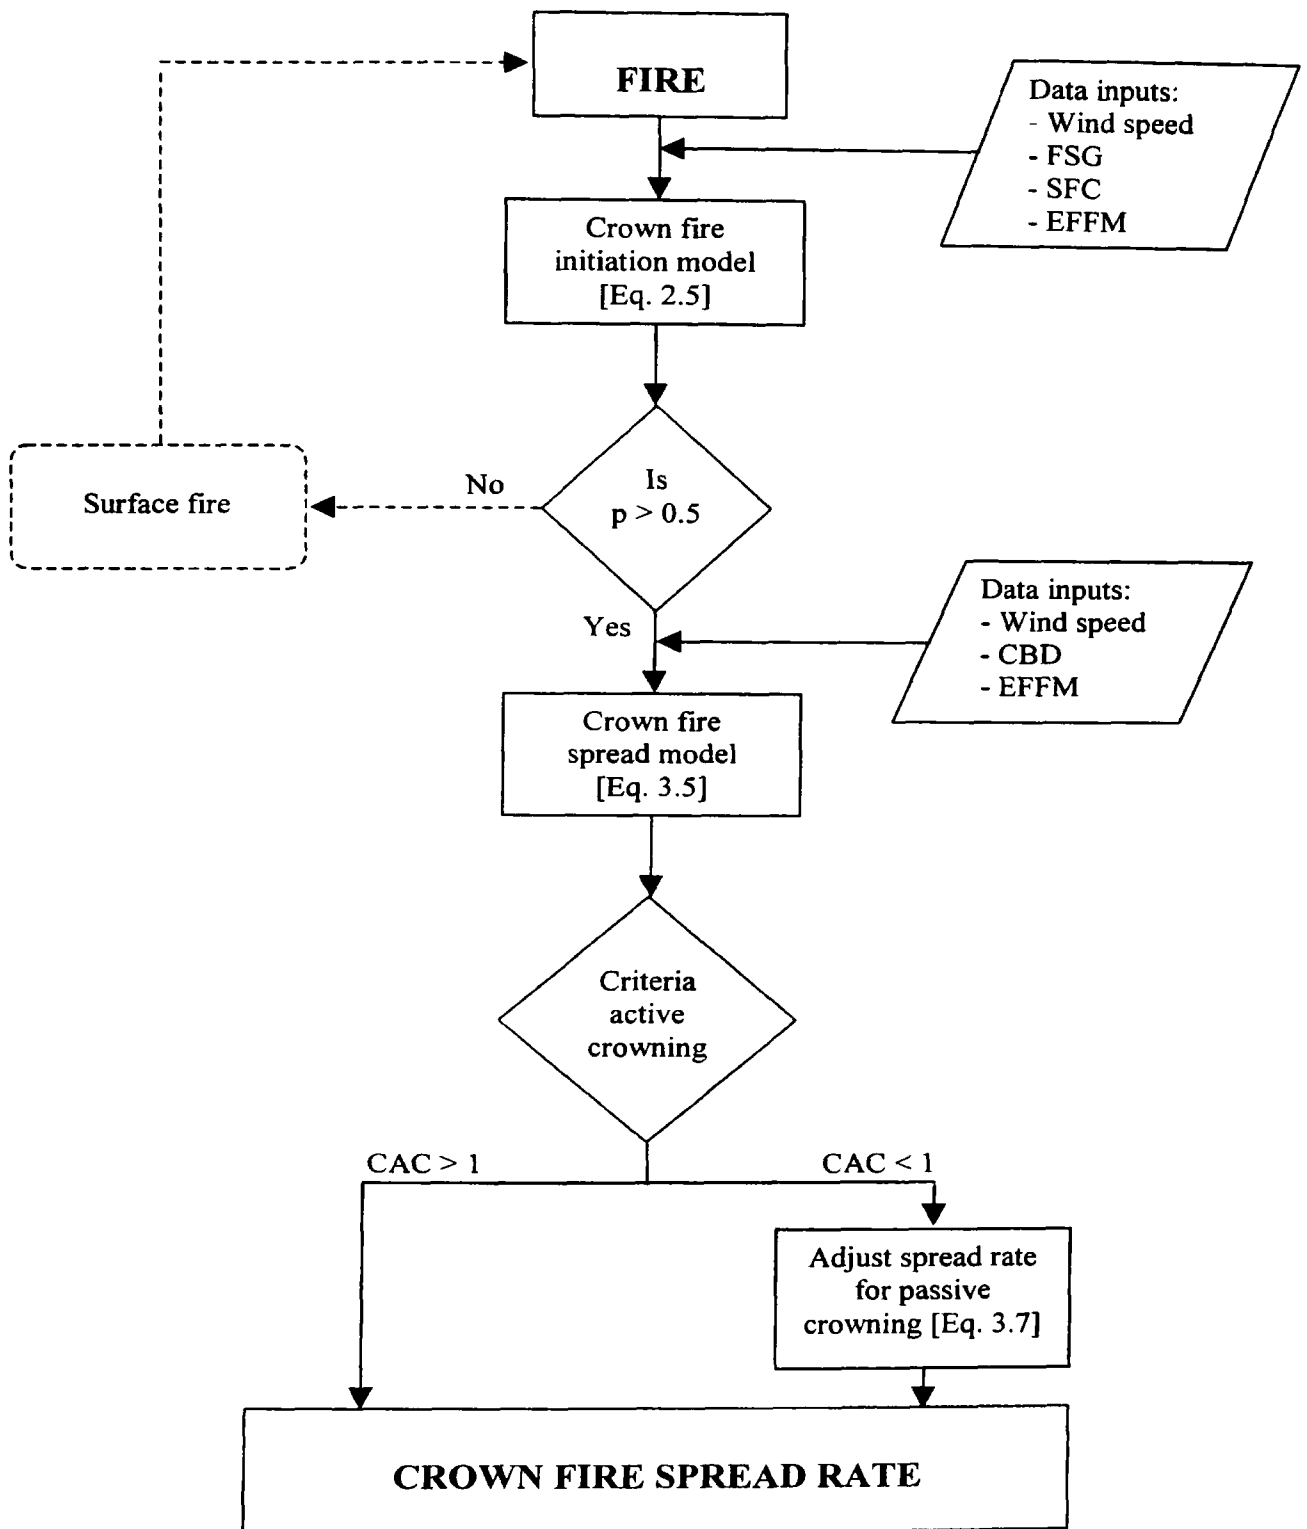 FIRE
Data inputs:
- Wind speed
- FSG
- SFC
- EFFM
Crown fire
initiation model
[Eq. 2.5]
Is
p > 0.5
No
Surface fire
Yes
Data inputs:
- Wind speed
- CBD
- EFFM
Crown fire
spread model
[Eq. 3.5]
Criteria
active
crowning
CAC > 1
CAC < 1
Adjust spread rate
for passive
crowning [Eq. 3.7]
CROWN FIRE SPREAD RATE